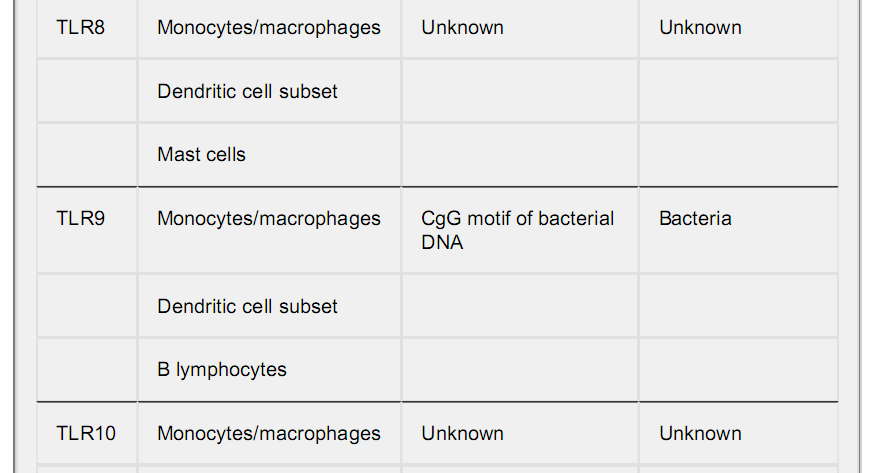 TLR8 Monocytes/macrophages Unknown Unknown
Dendritic cell subset
Mast cells
TLR9 Monocytes/macrophages CgG motif of bacterial DNA Bacteria
Dendritic cell subset
B lymphocytes
TLR10 Monocytes/macrophages Unknown Unknown